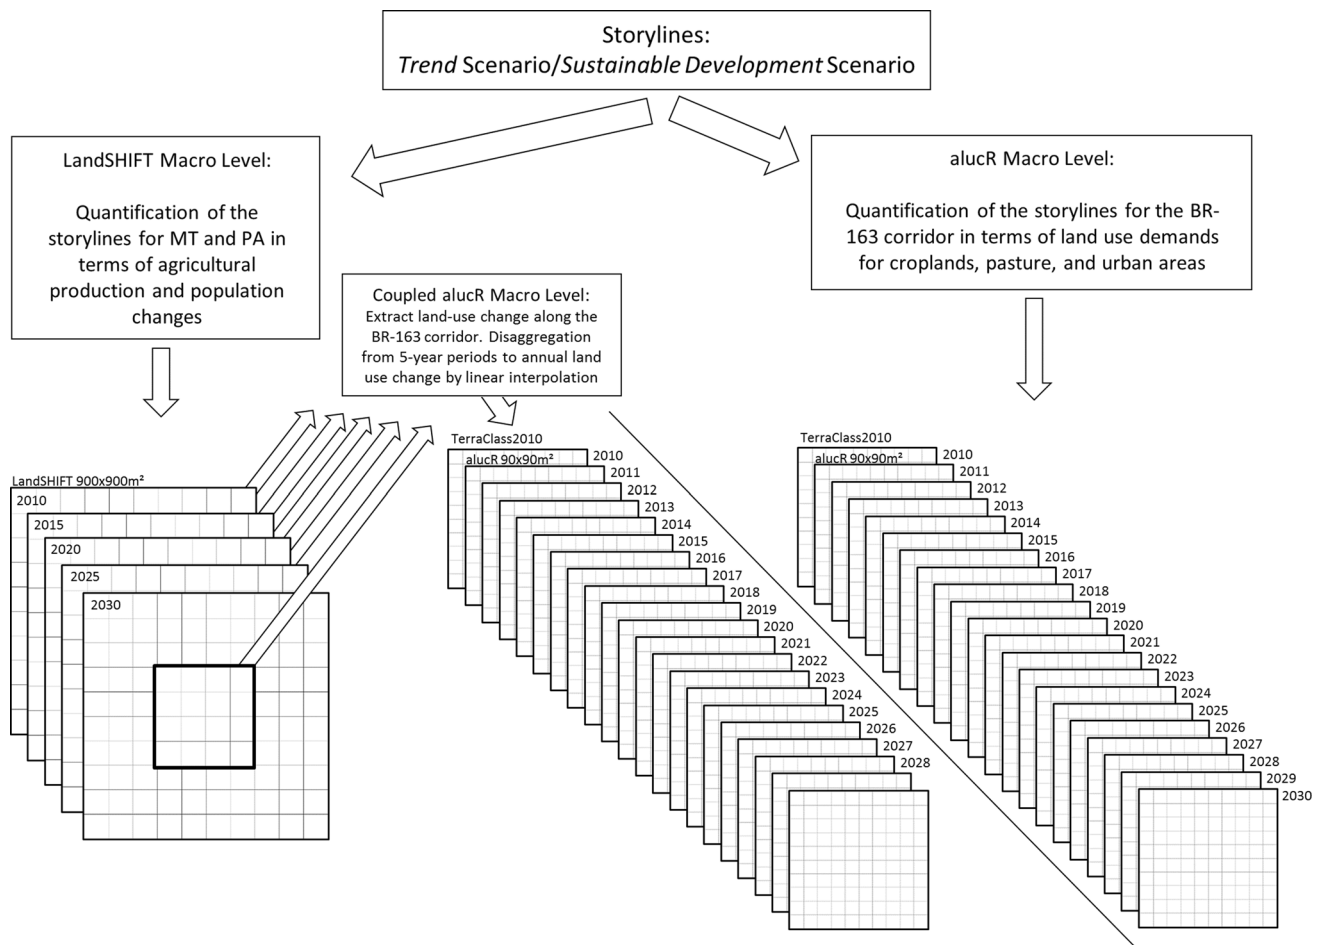 Storylines:
Trend Scenario/Sustainable Development Scenario
LandSHIFT Macro Level:
Quantification of the
storylines for MT and PA in
terms of agricultural
production and population
changes
alucR Macro Level:
Quantification of the storylines for the BR-
163 corridor in terms of land use demands
for croplands, pasture, and urban areas
Coupled alucR Macro Level:
Extract land-use change along the
BR-163 corridor. Disaggregation
from 5-year periods to annual land
use change by linear interpolation
LandSHIFT 900x900m²
2010
2015
2020
2025
2030
TerraClass2010
alucR 90x90m²
2010
2011
2012
2013
2014
2015
2016
2017
2018
2019
2020
2021
2022
2023
2024
2025
2026
2027
2028
TerraClass2010
alucR 90x90m²
2010
2011
2012
2013
2014
2015
2016
2017
2018
2019
2020
2021
2022
2023
2024
2025
2026
2027
2028
2029
2030